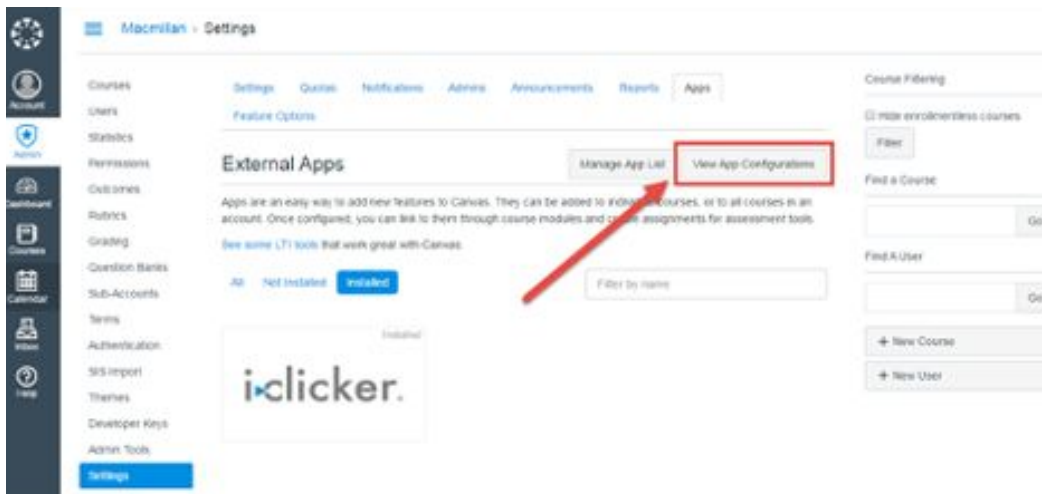 Macmillan › Settings
Account
Admin
Dashboard
Courses
Calendar
Inbox
Help
Courses
Users
Statistics
Permissions
Outcomes
Rubrics
Grading
Question Banks
Sub-Accounts
Terms
Authentication
SIS Import
Themes
Developer Keys
Admin Tools
Settings
Settings Quotas Notifications Admins Announcements Reports Apps
Feature Options
External Apps
Manage App List
View App Configurations
Apps are an easy way to add new features to Canvas. They can be added to individual courses, or to all courses in an
account. Once configured, you can link to them through course modules and create assignments for assessment tools.
See some LTI tools that work great with Canvas.
All Not Installed Installed
Filter by name
Installed
i-clicker.
Course Filtering
Hide enrollmentless courses
Filter
Find a Course
Go
Find A User
Go
+ New Course
+ New User